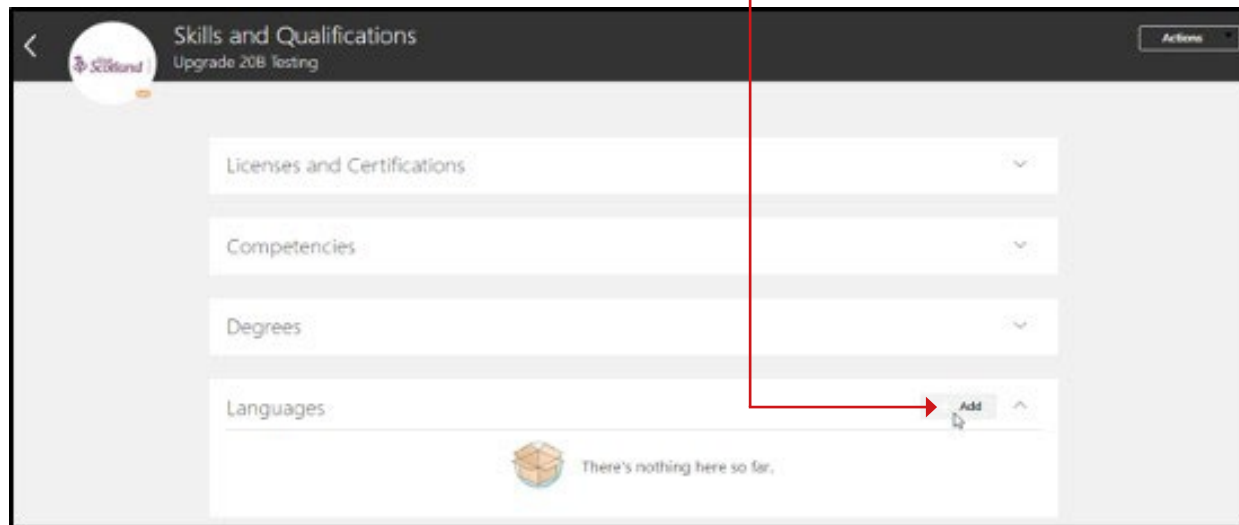 Skills and Qualifications
Actions
Scotland
Upgrade 20B Testing
Licenses and Certifications
Competencies
Degrees
Languages
Add
There's nothing here so far.